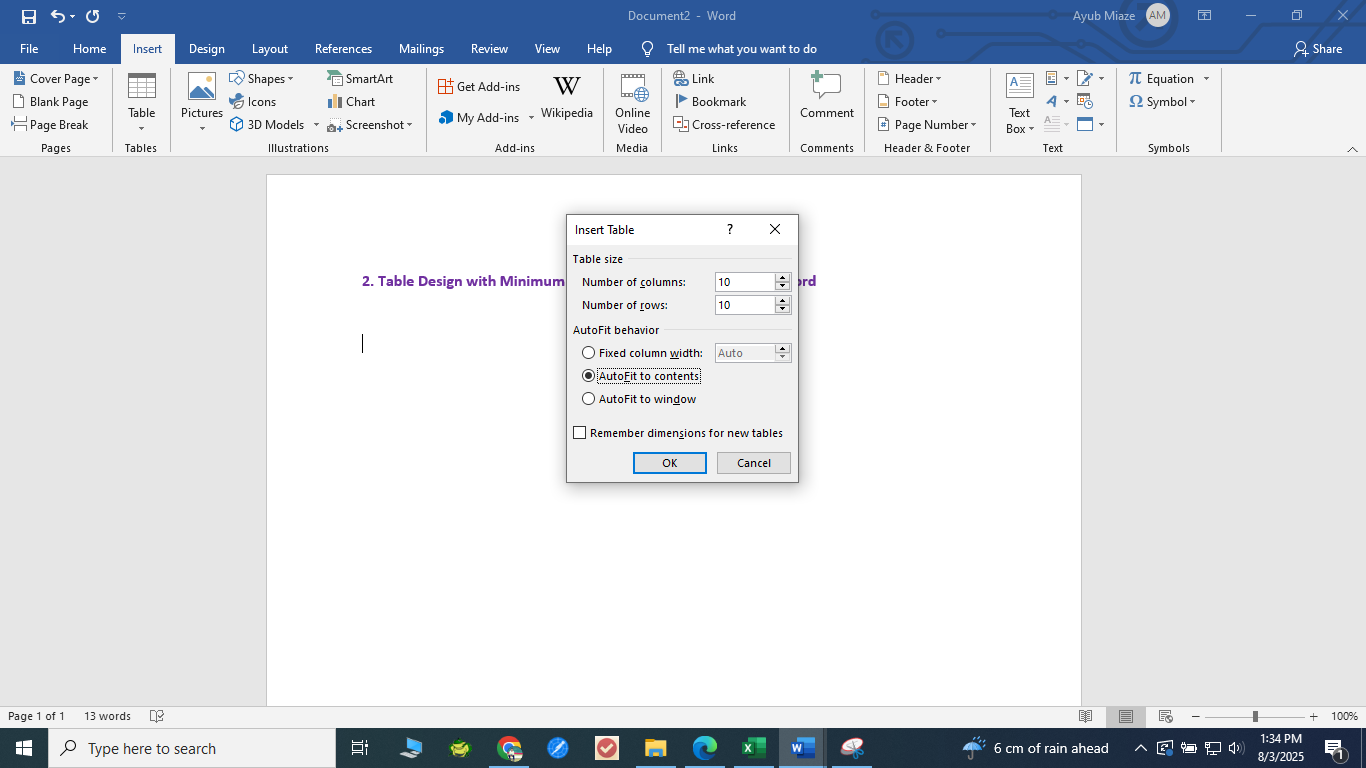 Document2 - Word
Ayub Miaze AM
File Home Insert Design Layout References Mailings Review View Help Tell me what you want to do Share
Cover Page
Blank Page
Page Break
Pages
Table
Tables
Pictures
Shapes
Icons
3D Models
SmartArt
Chart
Screenshot
Illustrations
Get Add-ins
My Add-ins
W
Wikipedia
Add-ins
Online
Video
Media
Link
Bookmark
Cross-reference
Links
Comment
Comments
Header
Footer
Page Number
Header & Footer
Text
Box
Text
π Equation
Ω Symbol
Symbols
2. Table Design with Minimum
ord
Insert Table ?
Table size
Number of columns: 10
Number of rows: 10
AutoFit behavior
Fixed column width: Auto
AutoFit to contents
AutoFit to window
Remember dimensions for new tables
OK Cancel
Page 1 of 1 13 words 100%
Type here to search
6 cm of rain ahead
1:34 PM
8/3/2025
1